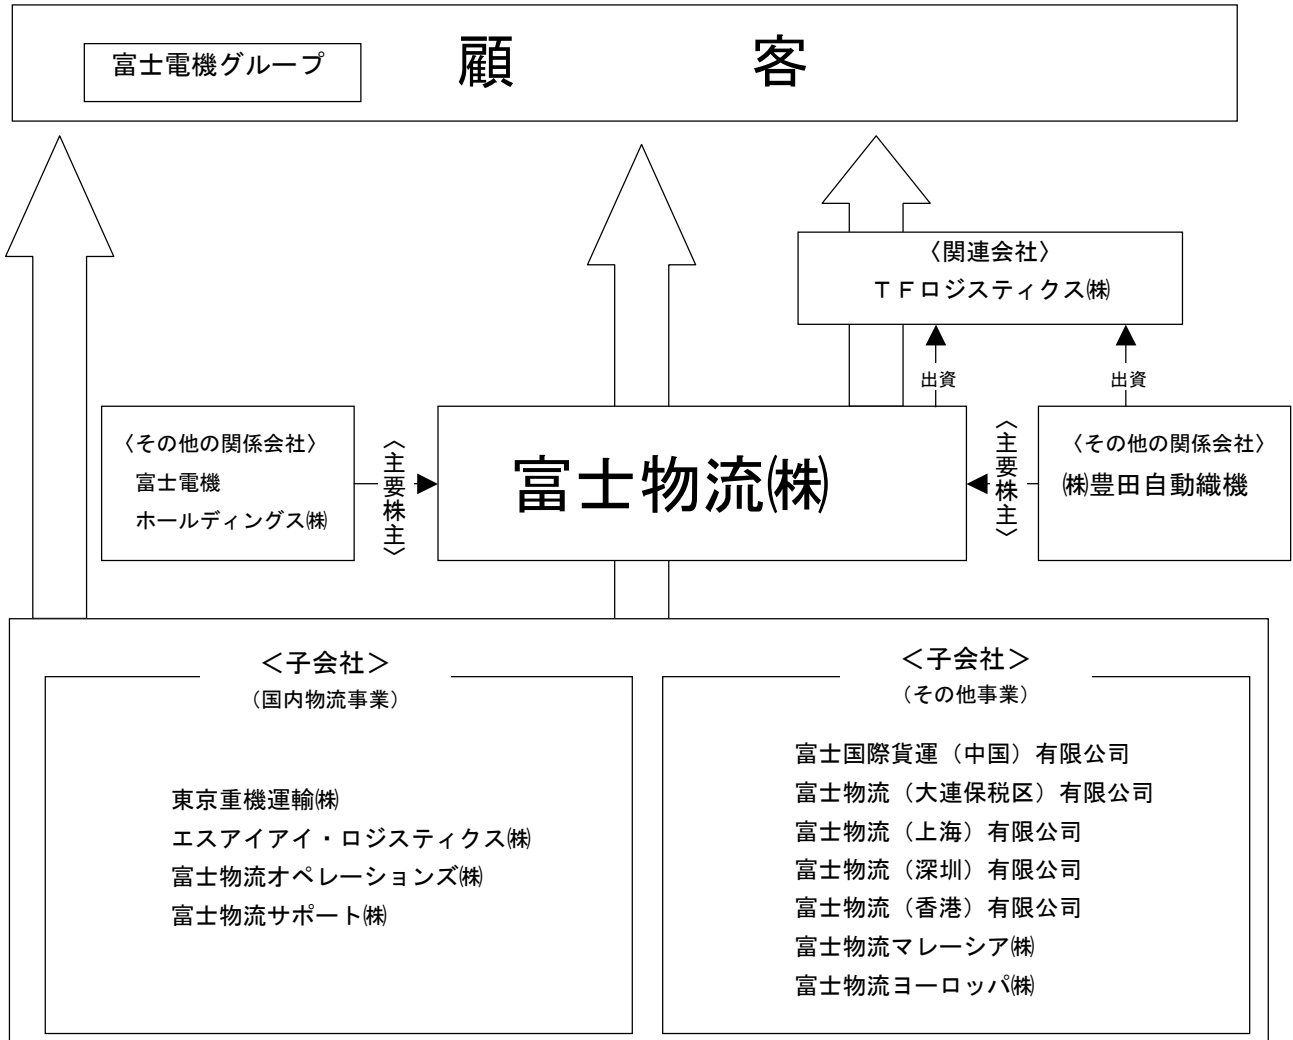 富士電機グループ
顧 客
〈関連会社〉
ＴＦロジスティクス㈱
出資
出資
〈その他の関係会社〉
富士電機
ホールディングス㈱
〈主要株主〉
富士物流㈱
〈主要株主〉
〈その他の関係会社〉
㈱豊田自動織機
＜子会社＞
（国内物流事業）
東京重機運輸㈱
エスアイアイ・ロジスティクス㈱
富士物流オペレーションズ㈱
富士物流サポート㈱
＜子会社＞
（その他事業）
富士国際貨運（中国）有限公司
富士物流（大連保税区）有限公司
富士物流（上海）有限公司
富士物流（深圳）有限公司
富士物流（香港）有限公司
富士物流マレーシア㈱
富士物流ヨーロッパ㈱